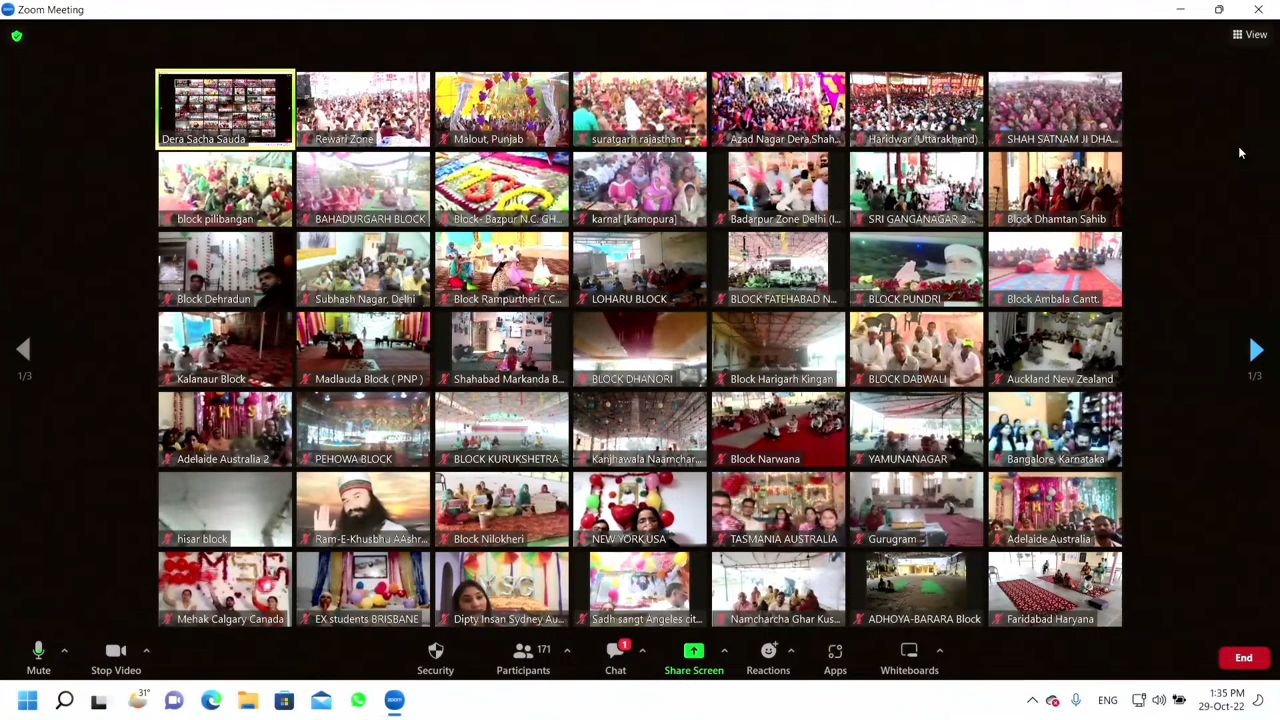 Zoom Meeting
View
Dera Sacha Sauda
Rewari Zone
Malout, Punjab
suratgarh rajasthan
Azad Nagar Dera,Shah...
Haridwar (Uttarakhand)
SHAH SATNAM JI DHA...
block pilibangan
BAHADURGARH BLOCK
Block- Bazpur N.C. GH...
karnal [kamopura]
Badarpur Zone Delhi (I...
SRI GANGANAGAR 2 ...
Block Dhamtan Sahib
Block Dehradun
Subhash Nagar, Delhi
Block Rampurtheri ( C...
LOHARU BLOCK
BLOCK FATEHABAD N...
BLOCK PUNDRI
Block Ambala Cantt.
Kalanaur Block
Madlauda Block ( PNP )
Shahabad Markanda B...
BLOCK DHANORI
Block Harigarh Kingan
BLOCK DABWALI
Auckland New Zealand
1/3
1/3
Adelaide Australia 2
PEHOWA BLOCK
BLOCK KURUKSHETRA
Kanjhawala Naamchar...
Block Narwana
YAMUNANAGAR
Bangalore, Karnataka
hisar block
Ram-E-Khusbhu AAshr...
Block Nilokheri
NEW YORK,USA
TASMANIA AUSTRALIA
Gurugram
Adelaide Australia
Mehak Calgary Canada
EX students BRISBANE
Dipty Insan Sydney Au...
Sadh sangt Angeles cit...
Namcharcha Ghar Kus...
ADHOYA-BARARA Block
Faridabad Haryana
Mute
Stop Video
Security
Participants 171
Chat 1
Share Screen
Reactions
Apps
Whiteboards
End
31°
zoom
ENG
1:35 PM
29-Oct-22